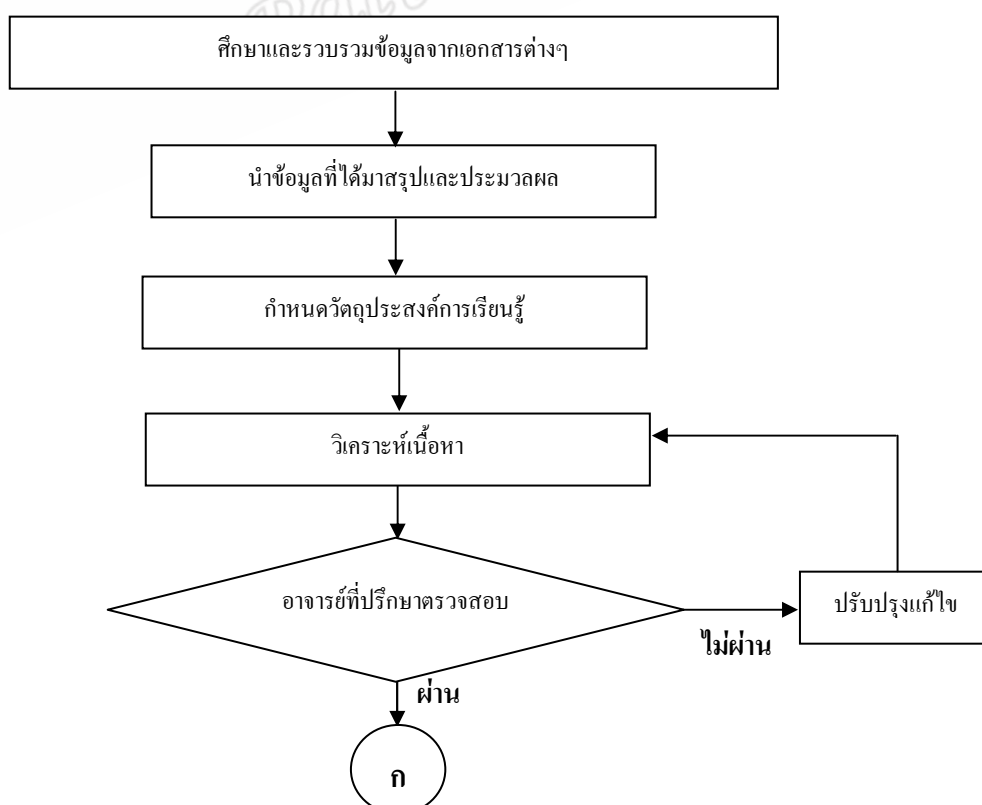 ศึกษาและรวบรวมข้อมูลจากเอกสารต่างๆ
นำข้อมูลที่ได้มาสรุปและประมวลผล
กำหนดวัตถุประสงค์การเรียนรู้
วิเคราะห์เนื้อหา
อาจารย์ที่ปรึกษาตรวจสอบ
ปรับปรุงแก้ไข
ไม่ผ่าน
ผ่าน
ก